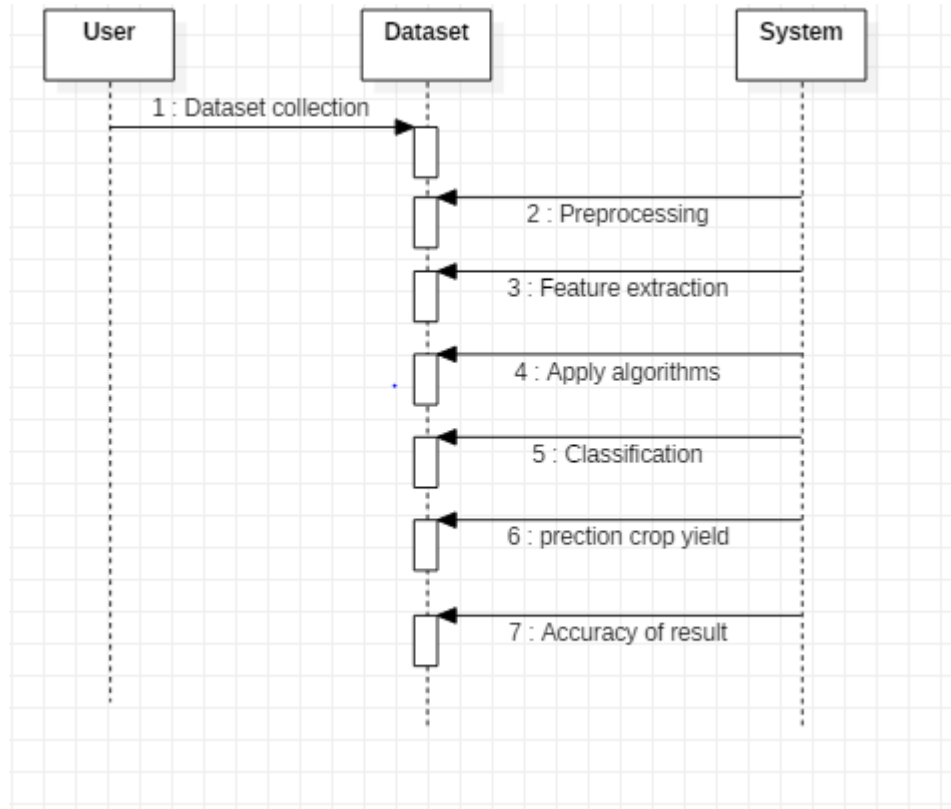 User
Dataset
System
1 : Dataset collection
2 : Preprocessing
3 : Feature extraction
4 : Apply algorithms
5 : Classification
6 : prection crop yield
7 : Accuracy of result